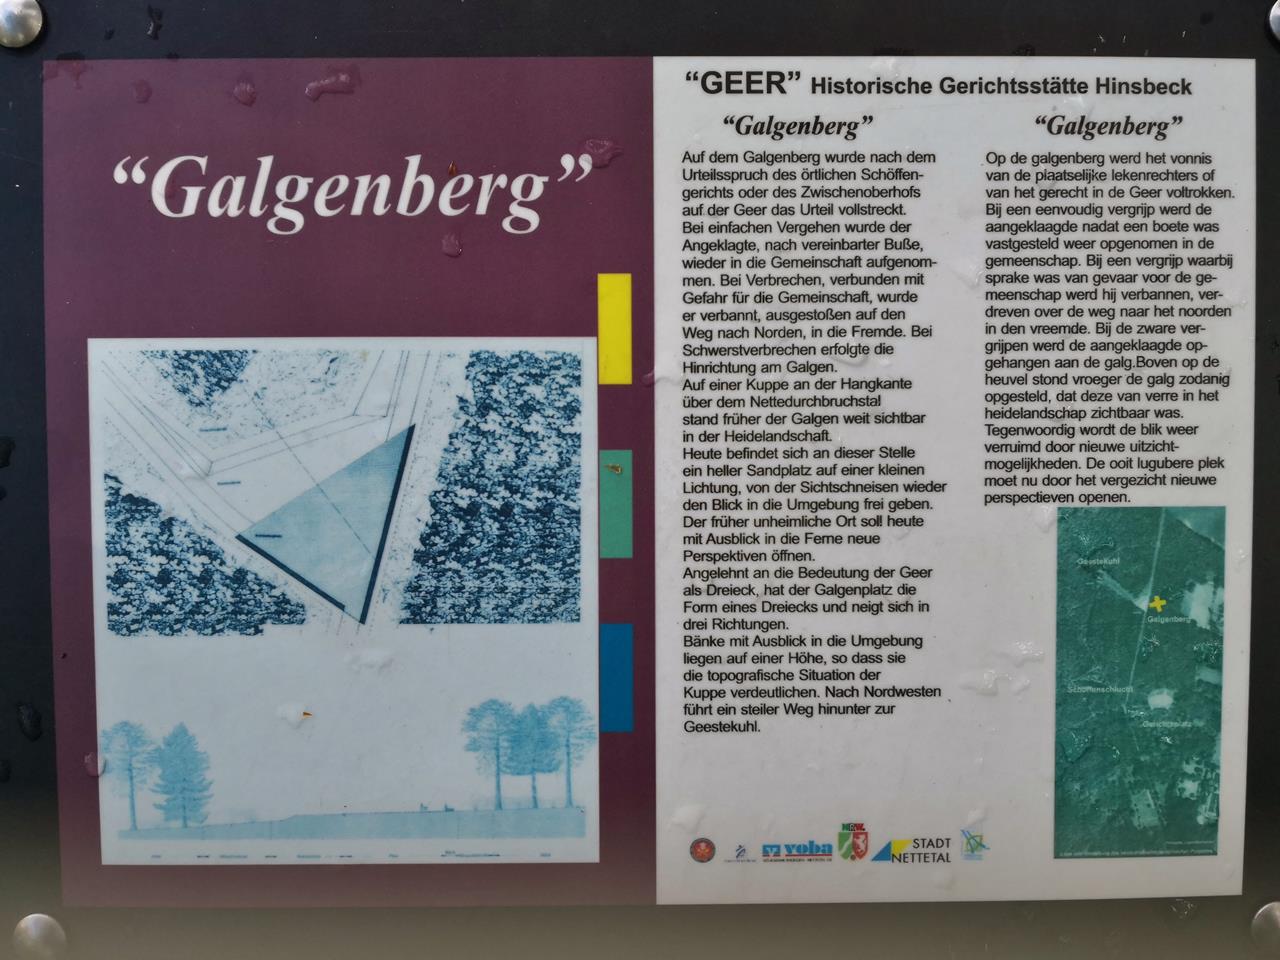 “Galgenberg”
“GEER” Historische Gerichtsstätte Hinsbeck
“Galgenberg”
Auf dem Galgenberg wurde nach dem
Urteilsspruch des örtlichen Schöffen-
gerichts oder des Zwischenoberhofs
auf der Geer das Urteil vollstreckt.
Bei einfachen Vergehen wurde der
Angeklagte, nach vereinbarter Buße,
wieder in die Gemeinschaft aufgenom-
men. Bei Verbrechen, verbunden mit
Gefahr für die Gemeinschaft, wurde
er verbannt, ausgestoßen auf den
Weg nach Norden, in die Fremde. Bei
Schwerstverbrechen erfolgte die
Hinrichtung am Galgen.
Auf einer Kuppe an der Hangkante
über dem Nettedurchbruchstal
stand früher der Galgen weit sichtbar
in der Heidelandschaft.
Heute befindet sich an dieser Stelle
ein heller Sandplatz auf einer kleinen
Lichtung, von der Sichtschneisen wieder
den Blick in die Umgebung frei geben.
Der früher unheimliche Ort soll heute
mit Ausblick in die Ferne neue
Perspektiven öffnen.
Angelehnt an die Bedeutung der Geer
als Dreieck, hat der Galgenplatz die
Form eines Dreiecks und neigt sich in
drei Richtungen.
Bänke mit Ausblick in die Umgebung
liegen auf einer Höhe, so dass sie
die topografische Situation der
Kuppe verdeutlichen. Nach Nordwesten
führt ein steiler Weg hinunter zur
Geestekuhl.
“Galgenberg”
Op de galgenberg werd het vonnis
van de plaatselijke lekenrechters of
van het gerecht in de Geer voltrokken.
Bij een eenvoudig vergrijp werd de
aangeklaagde nadat een boete was
vastgesteld weer opgenomen in de
gemeenschap. Bij een vergrijp waarbij
sprake was van gevaar voor de ge-
meenschap werd hij verbannen, ver-
dreven over de weg naar het noorden
in den vreemde. Bij de zware ver-
grijpen werd de aangeklaagde op-
gehangen aan de galg.Boven op de
heuvel stond vroeger de galg zodanig
opgesteld, dat deze van verre in het
heidelandschap zichtbaar was.
Tegenwoordig wordt de blik weer
verruimd door nieuwe uitzicht-
mogelijkheden. De ooit lugubere plek
moet nu door het vergezicht nieuwe
perspectieven openen.
Geestekuhl
Galgenberg
Schöffenschlucht
Gerichtsplatz
voba
NRW.
STADT
NETTETAL